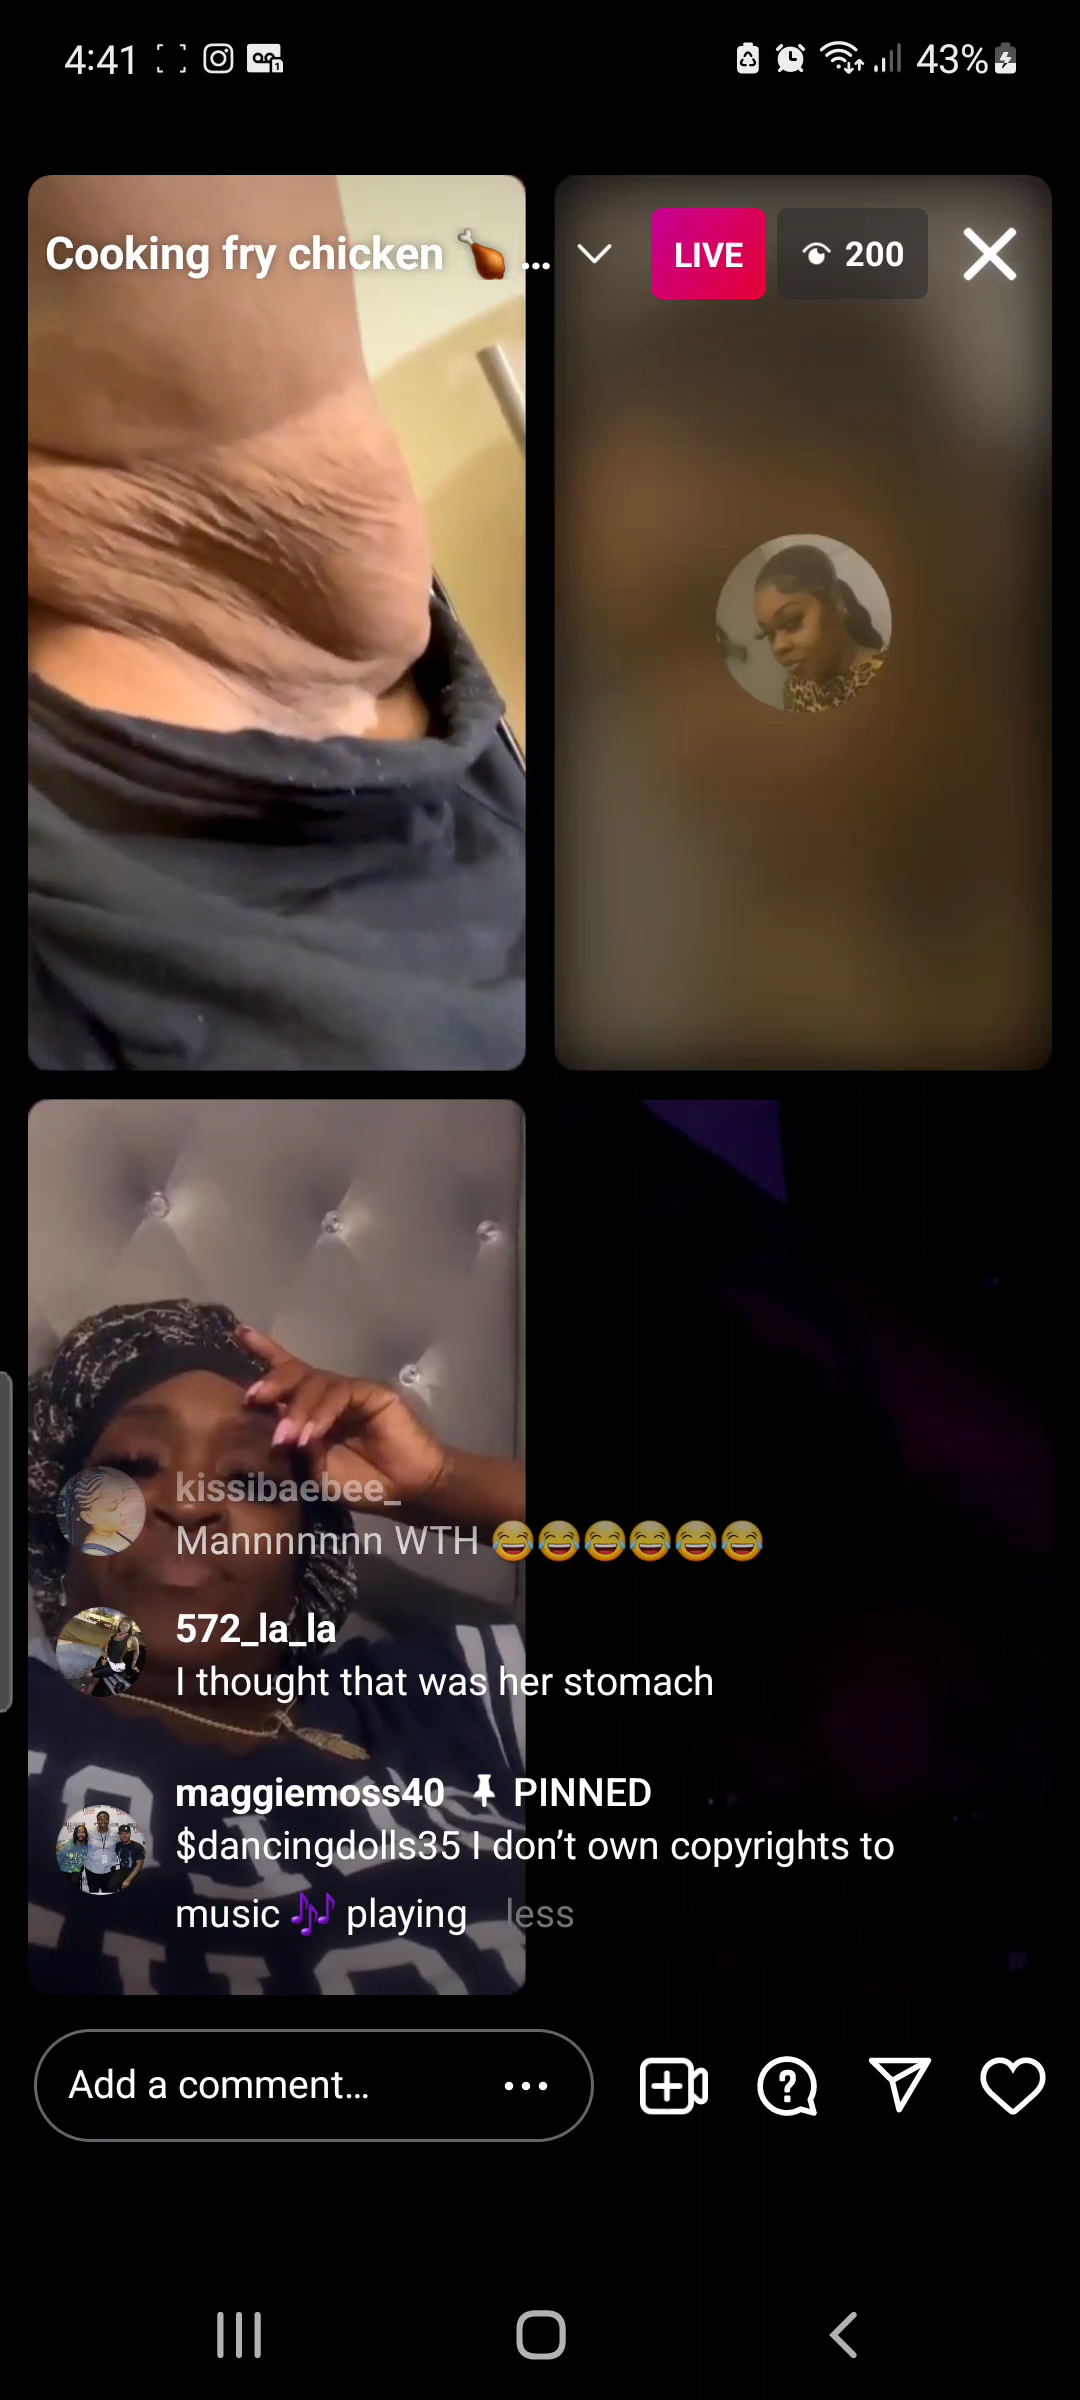 4:41
43%
Cooking fry chicken 🍗 ...
LIVE
200
kissibaebee_
Mannnnnnn WTH 😂😂😂😂😂😂
572_la_la
I thought that was her stomach
maggiemoss40 📌 PINNED
$dancingdolls35 I don't own copyrights to
music 🎶 playing less
Add a comment...